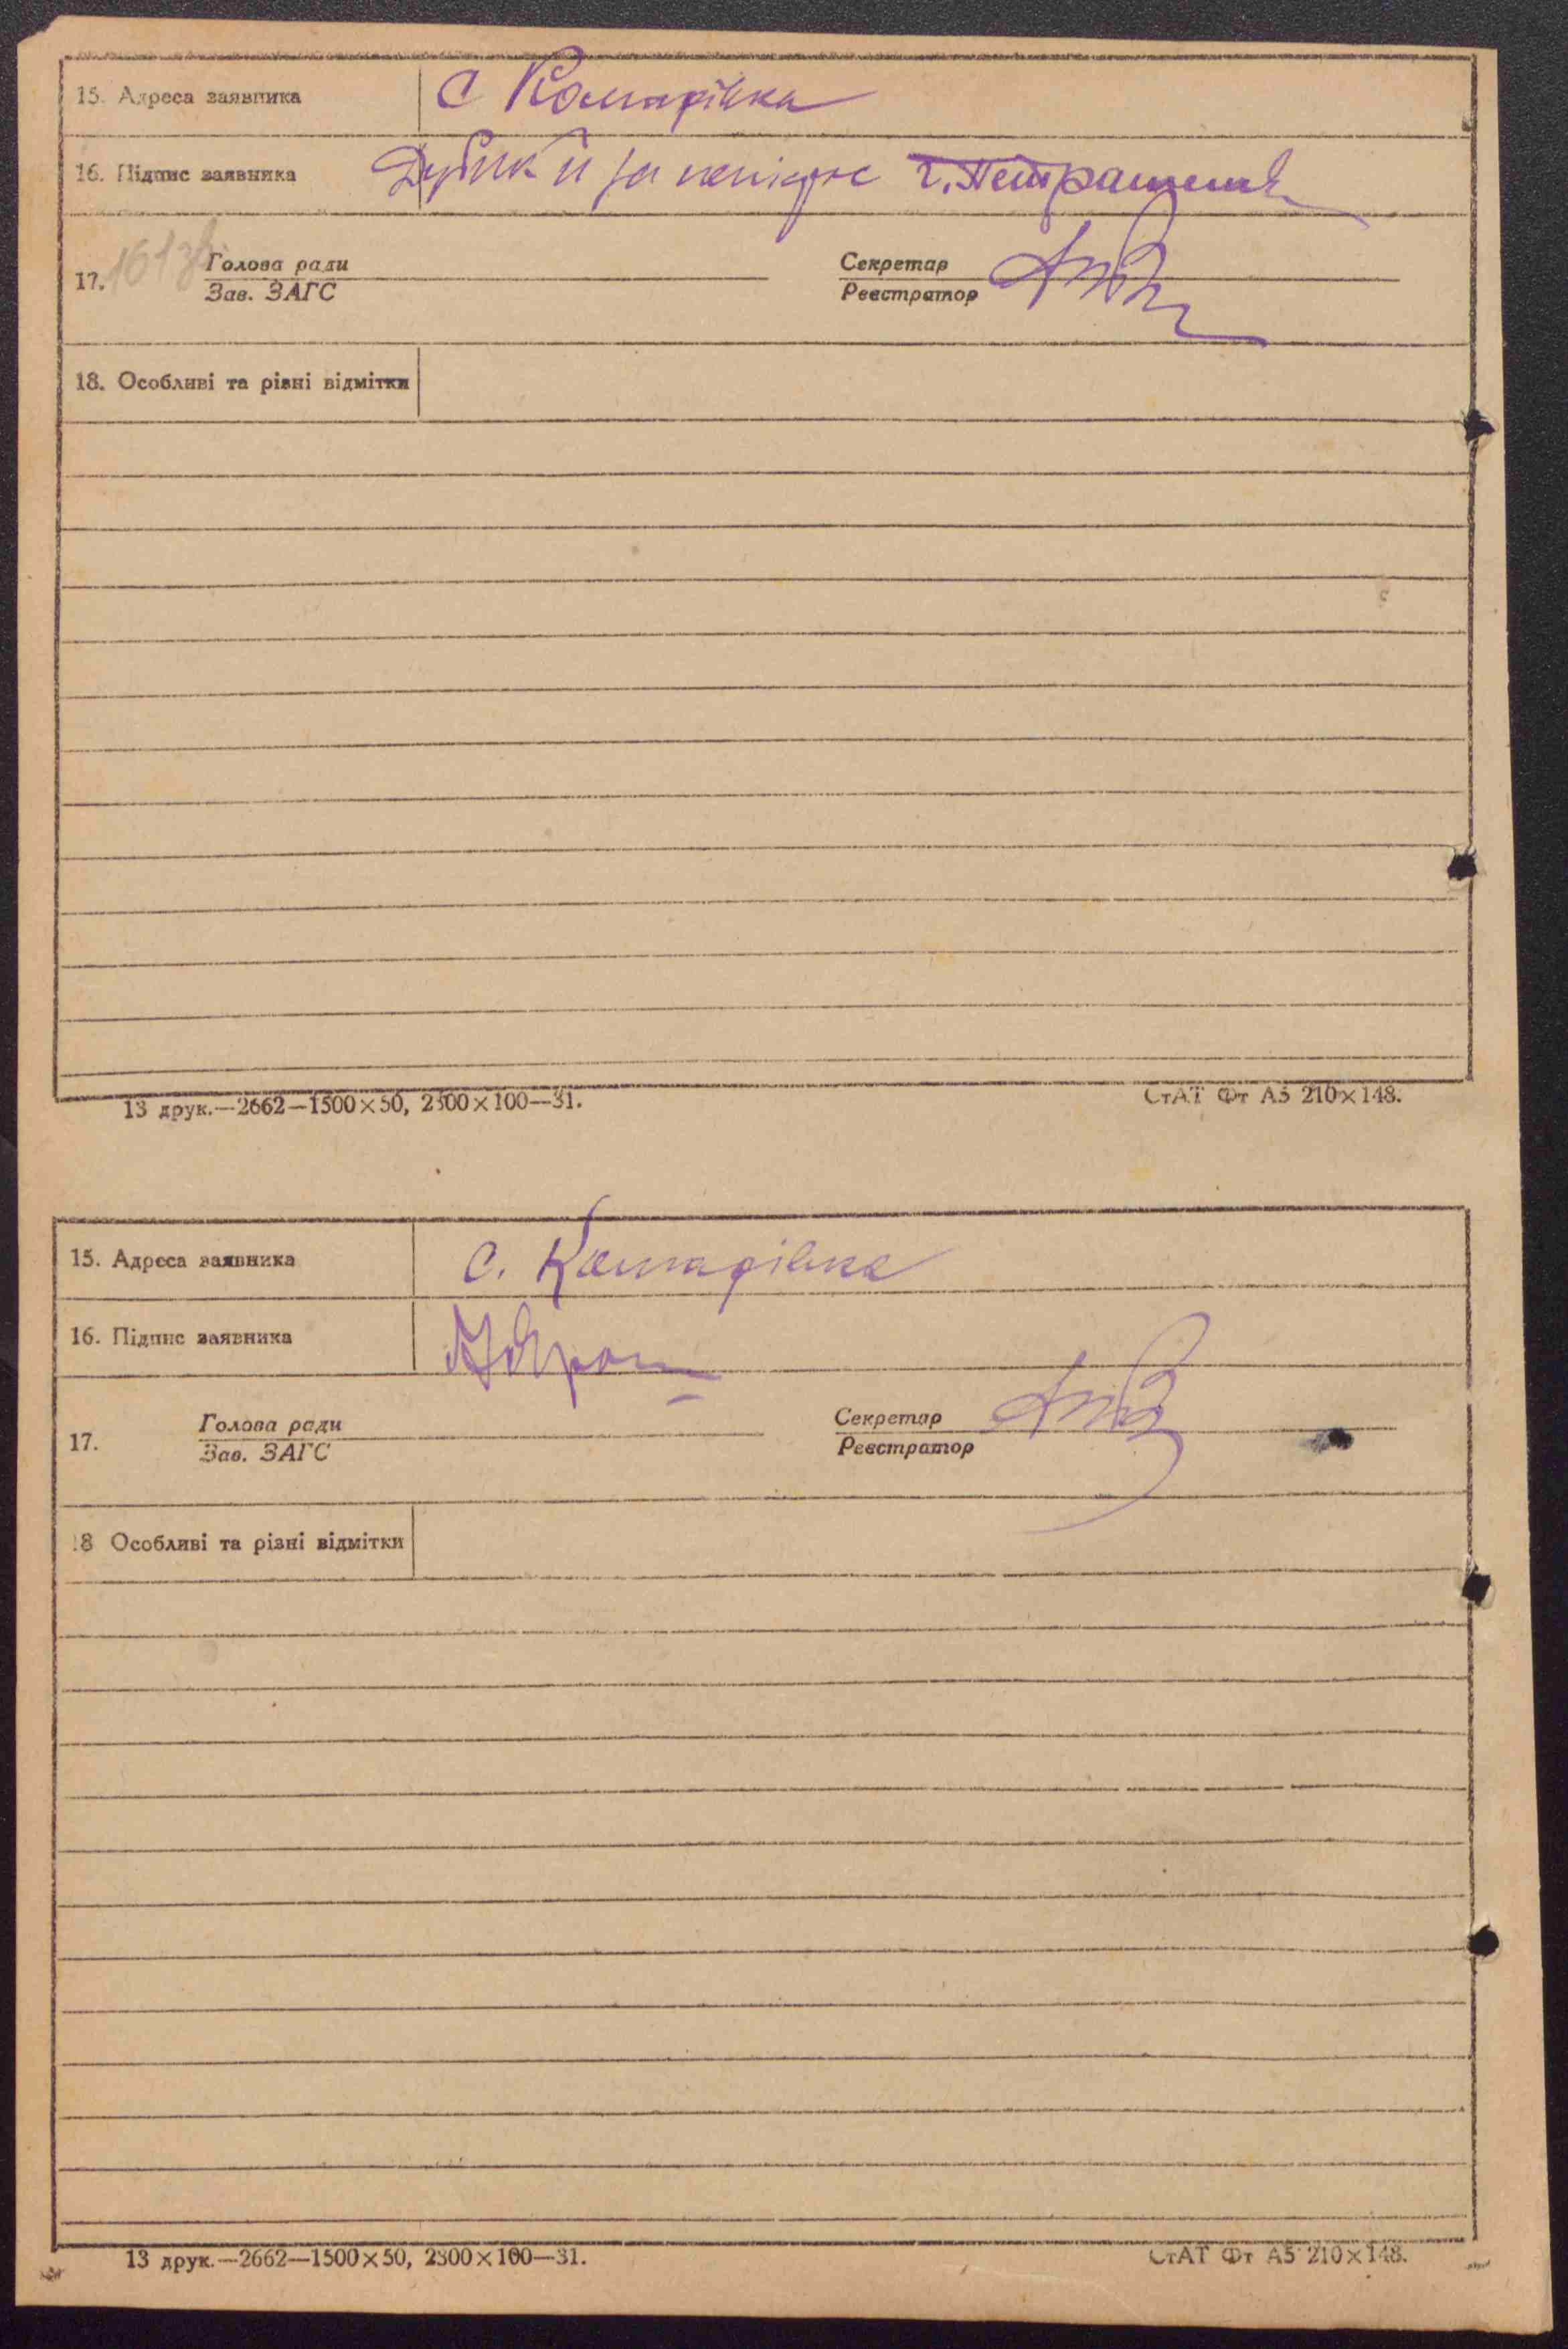 15. Адреса заявника С Комарівка
16. Підпис заявника Дубик й за неписьм
17. Голова ради Секретар
Зав. ЗАГС Реєстратор
18. Особливі та різні відмітки
13 друк.—2662—1500×50, 2300×100—31. СтАТ Фт А5 210×148.
15. Адреса заявника С. Комарівка
16. Підпис заявника
17. Голова ради Секретар
Зав. ЗАГС Реєстратор
18 Особливі та різні відмітки
13 друк.—2662—1500×50, 2300×100—31. СтАТ Фт А5 210×148.